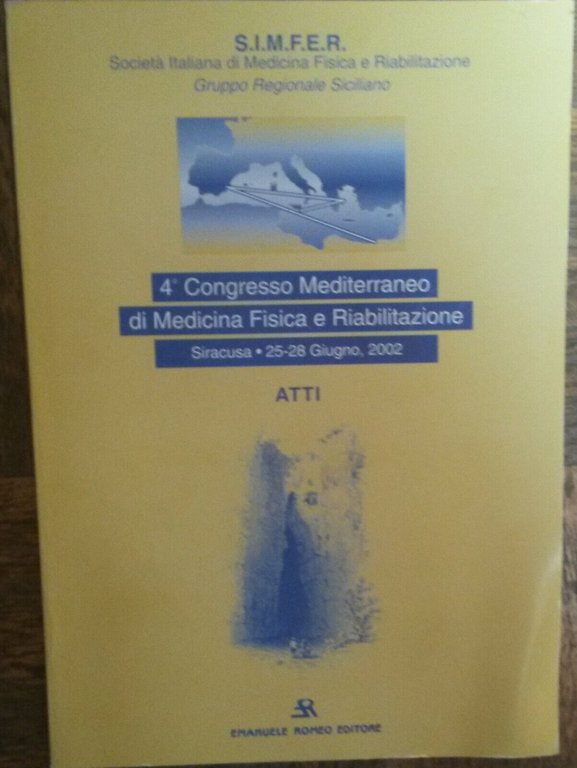 S.I.M.F.E.R.
Società Italiana di Medicina Fisica e Riabilitazione
Gruppo Regionale Siciliano
4° Congresso Mediterraneo
di Medicina Fisica e Riabilitazione
Siracusa • 25-28 Giugno, 2002
ATTI
EMANUELE ROMEO EDITORE